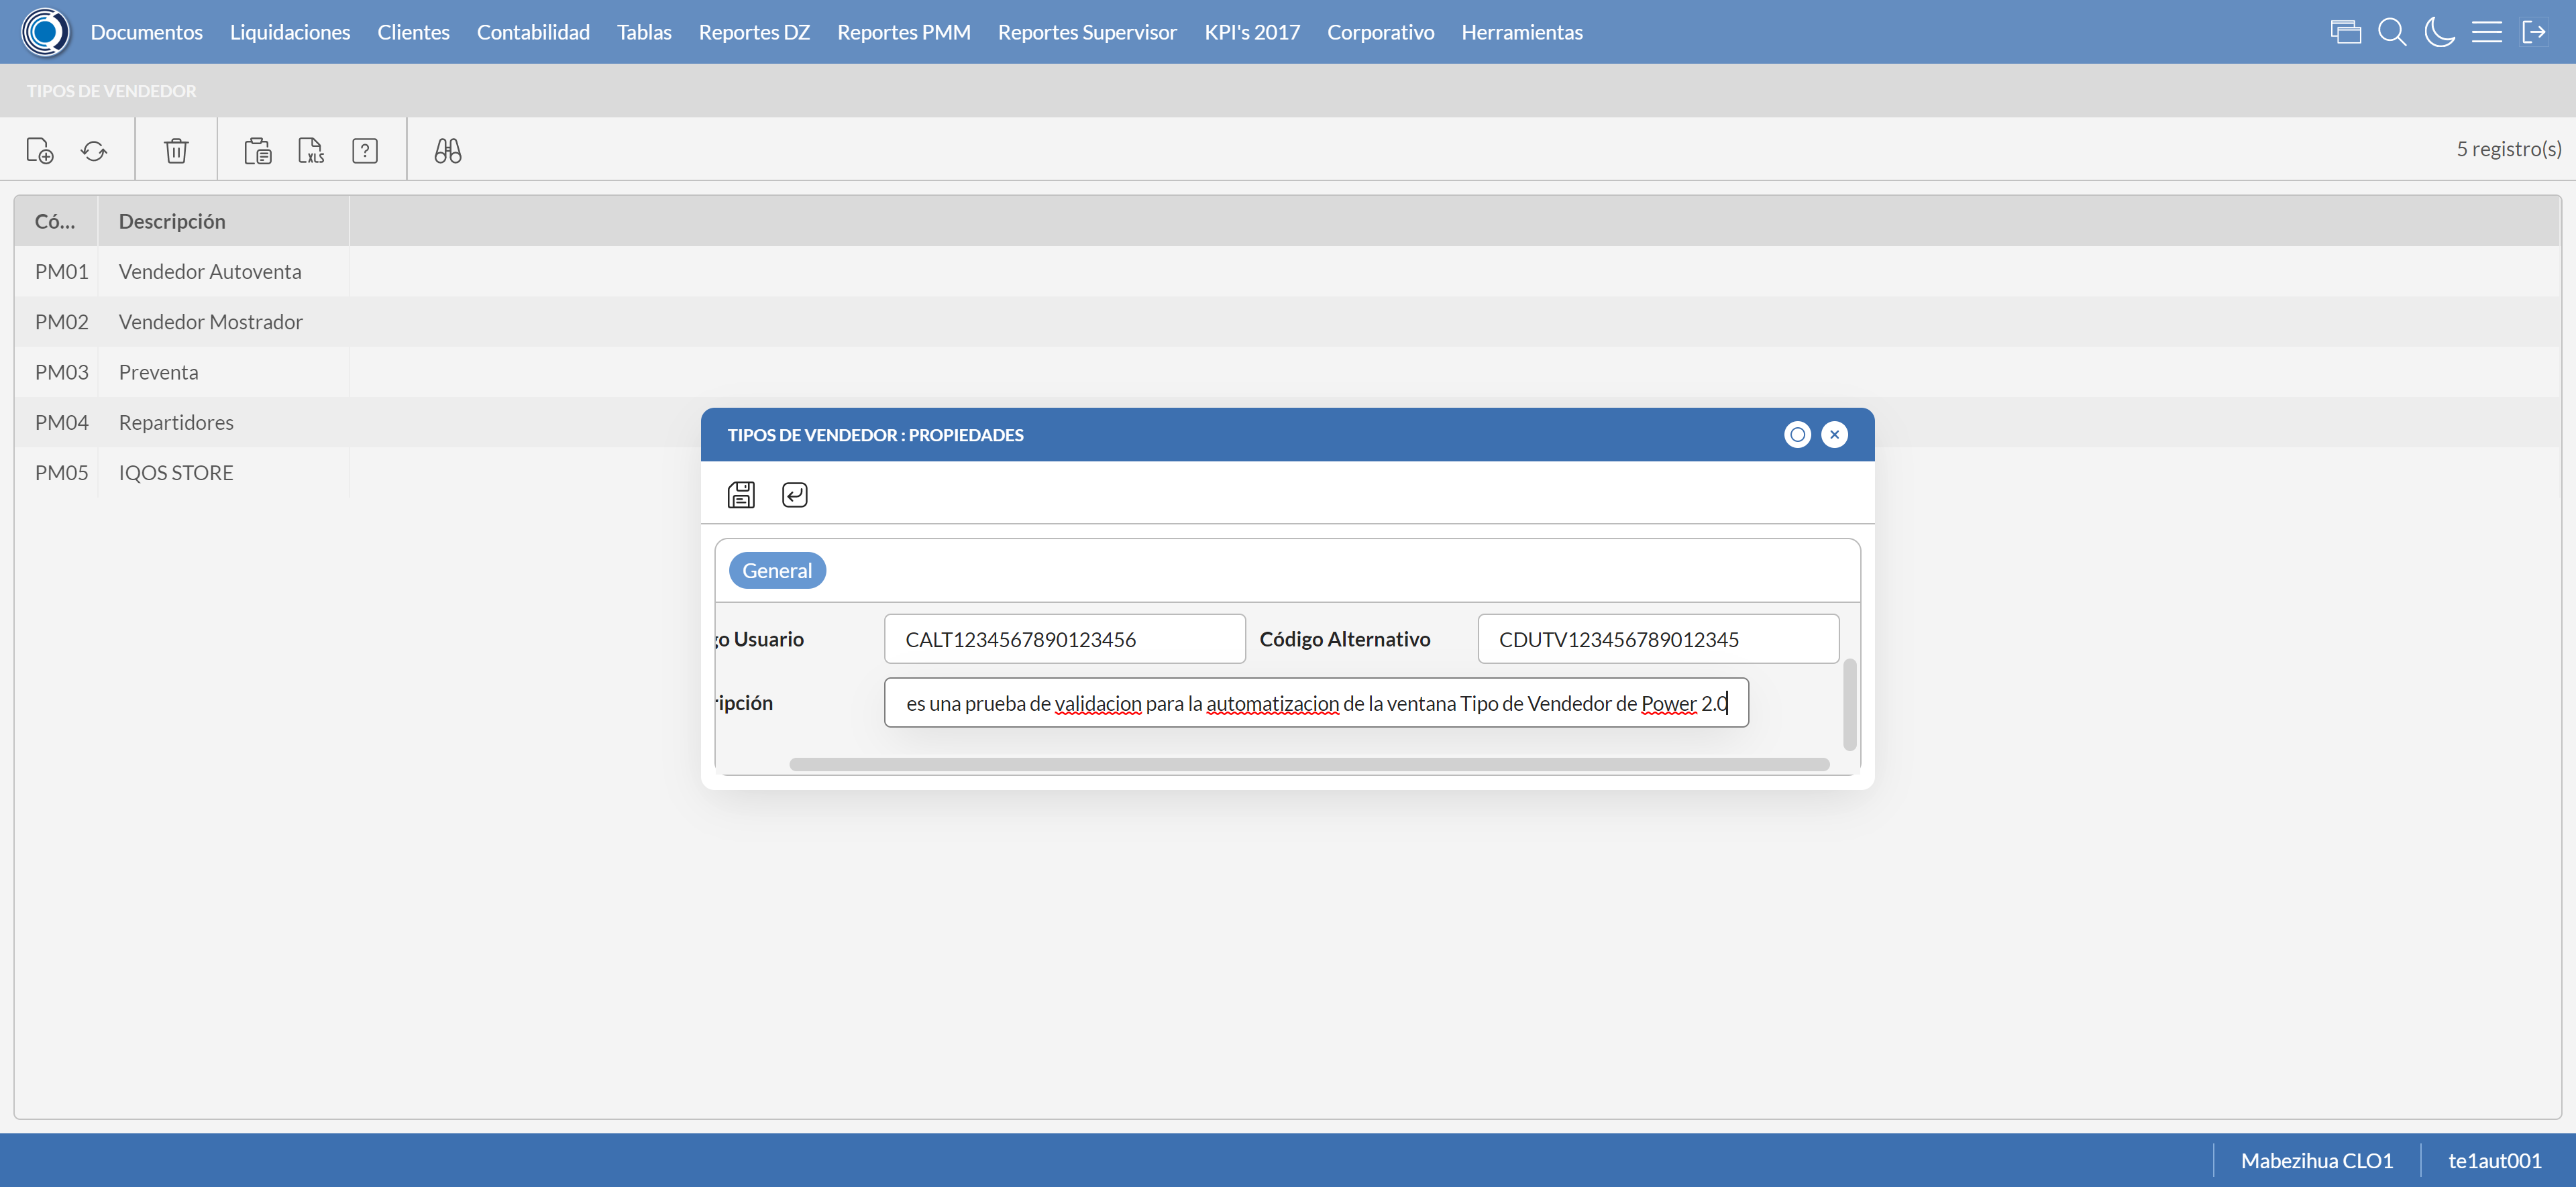 Documentos Liquidaciones Clientes Contabilidad Tablas Reportes DZ Reportes PMM Reportes Supervisor KPI's 2017 Corporativo Herramientas
TIPOS DE VENDEDOR
XLS ? 5 registro(s)
Có... Descripción
PM01 Vendedor Autoventa
PM02 Vendedor Mostrador
PM03 Preventa
PM04 Repartidores
PM05 IQOS STORE
TIPOS DE VENDEDOR : PROPIEDADES
General
go Usuario CALT1234567890123456 Código Alternativo CDUTV123456789012345
ripción es una prueba de validacion para la automatizacion de la ventana Tipo de Vendedor de Power 2.0
Mabezihua CLO1 te1aut001